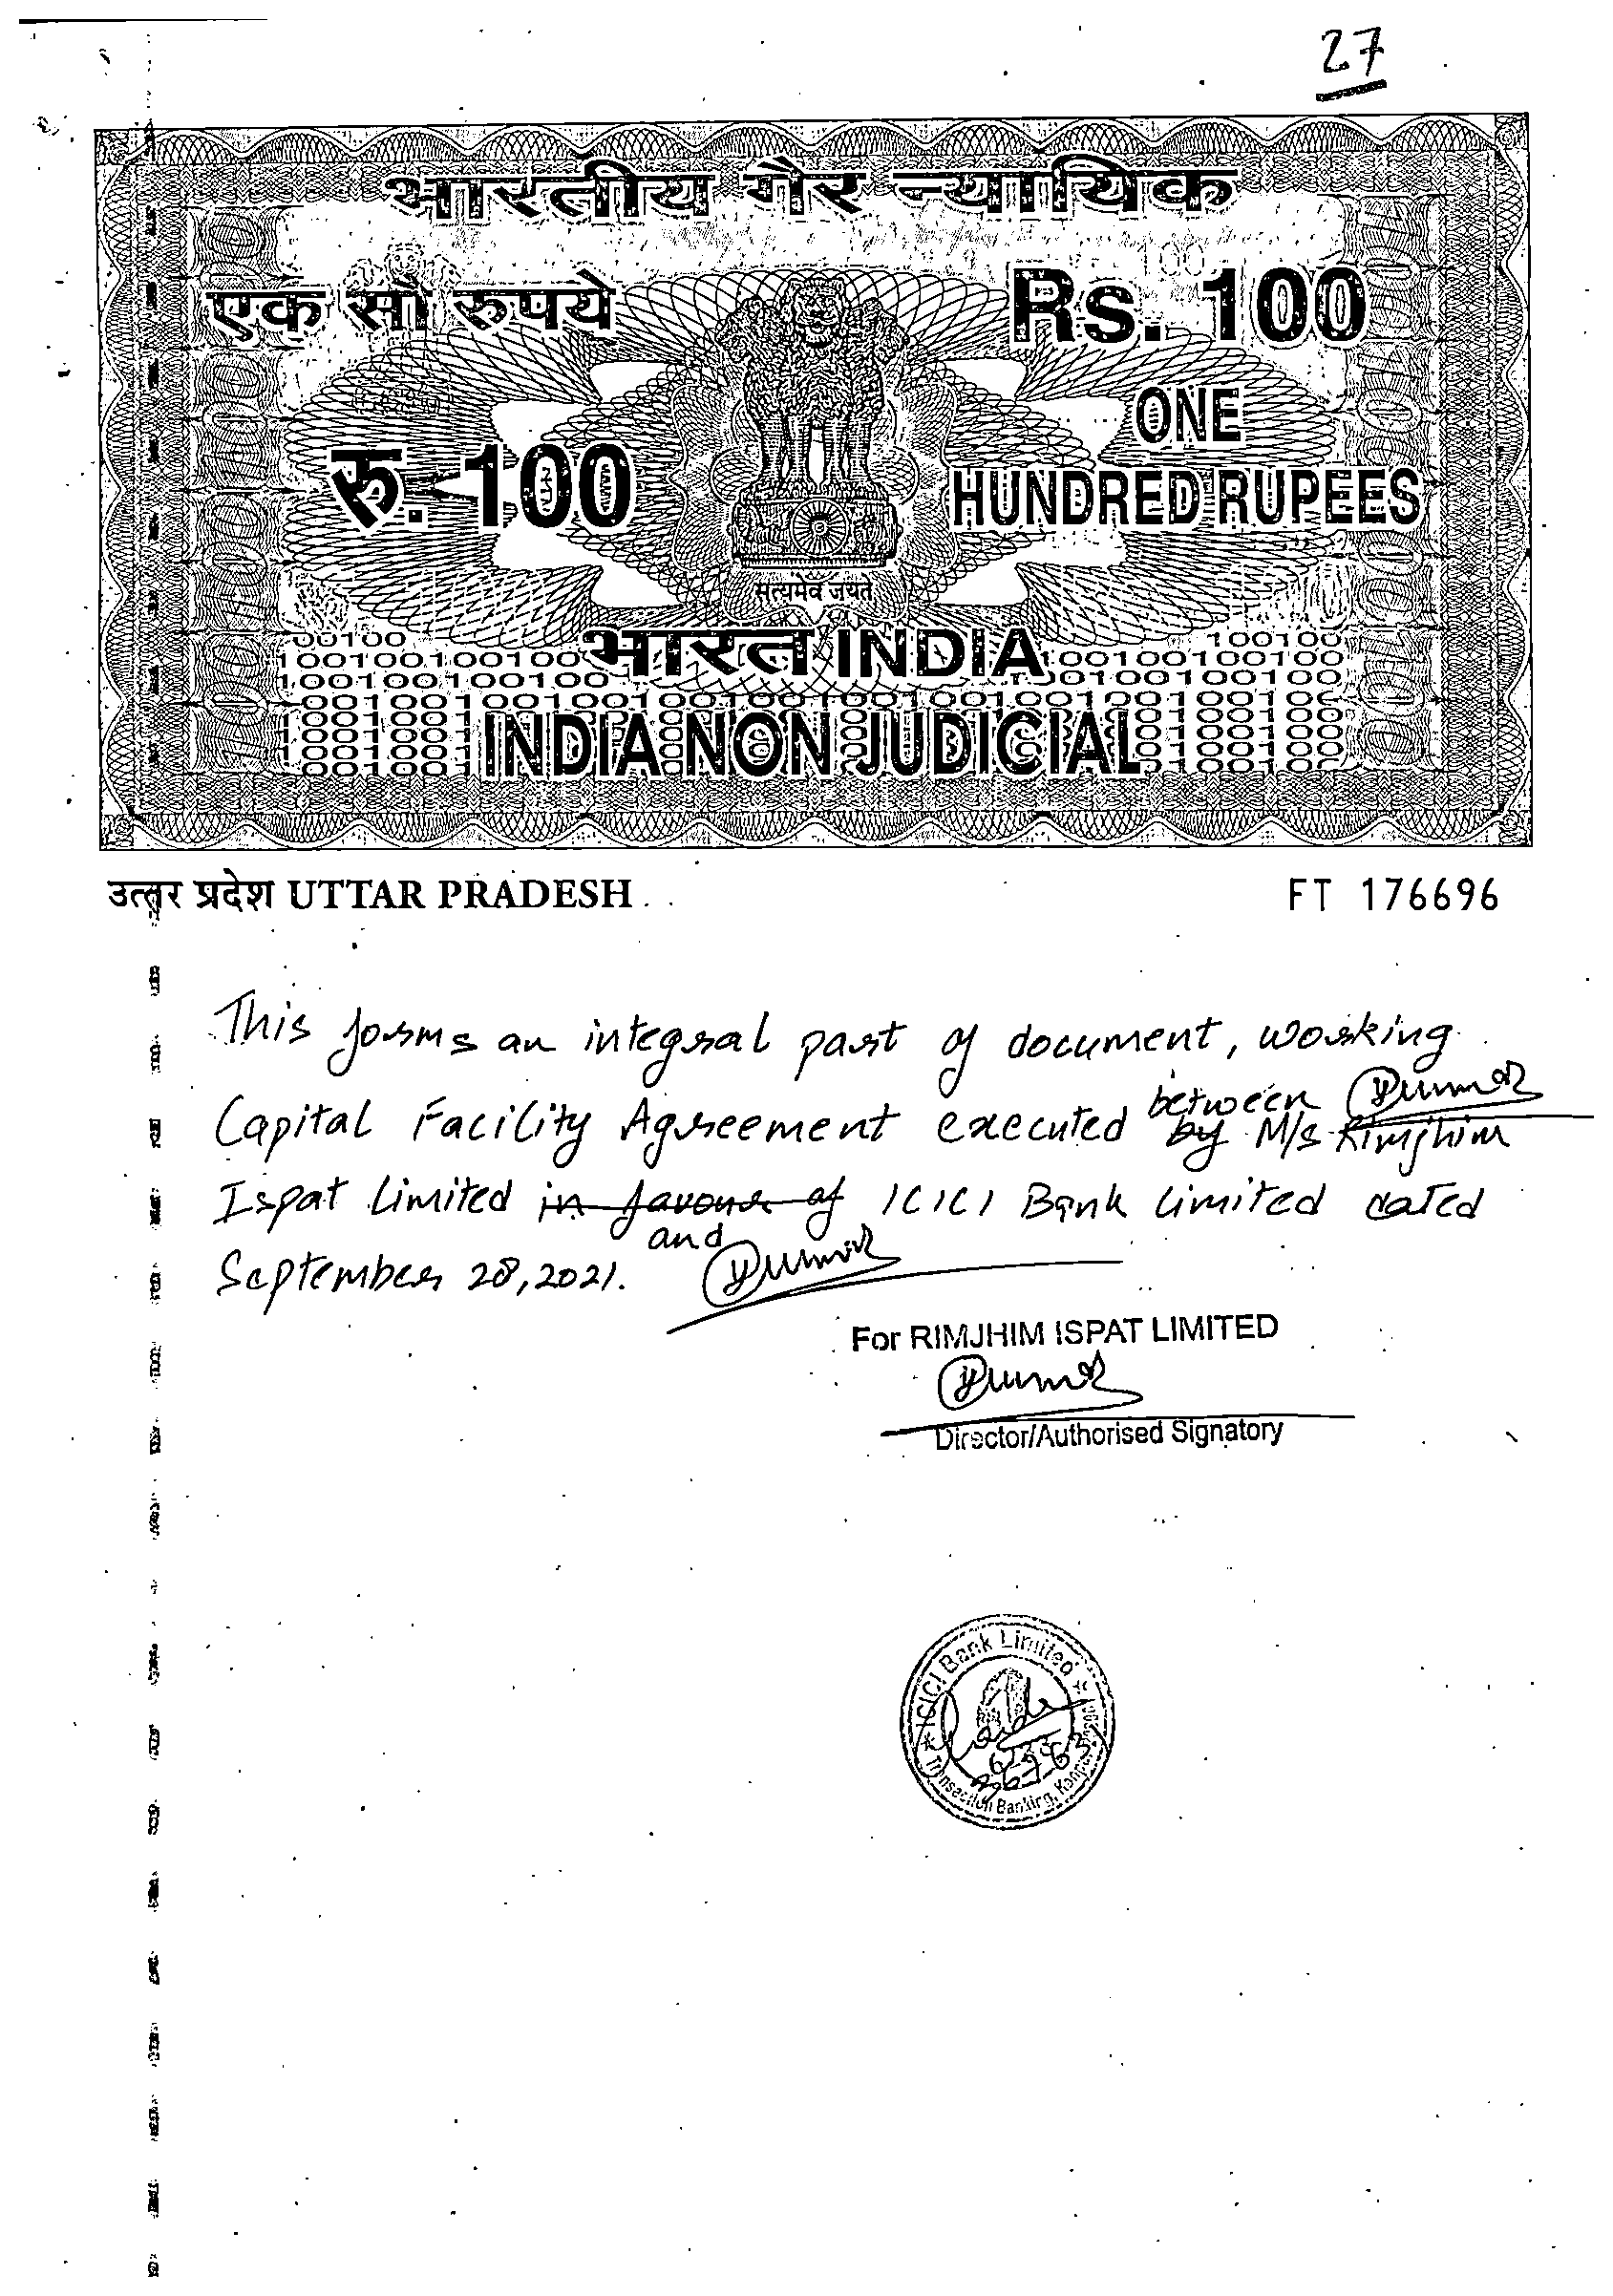 27
भारतीय गैर न्यायिक
एक सौ रुपये
Rs. 100
रु. 100
ONE
HUNDRED RUPEES
सत्यमेव जयते
भारत INDIA
INDIA NON JUDICIAL
उत्तर प्रदेश UTTAR PRADESH
FT 176696
This forms an integral part of document, working
between
Capital Facility Agreement executed by M/s Rimjhim
Ispat Limited in favour of ICICI Bank Limited dated
and
September 28, 2021.
For RIMJHIM ISPAT LIMITED
Director/Authorised Signatory
ICICI Bank Limited
Transaction Banking,